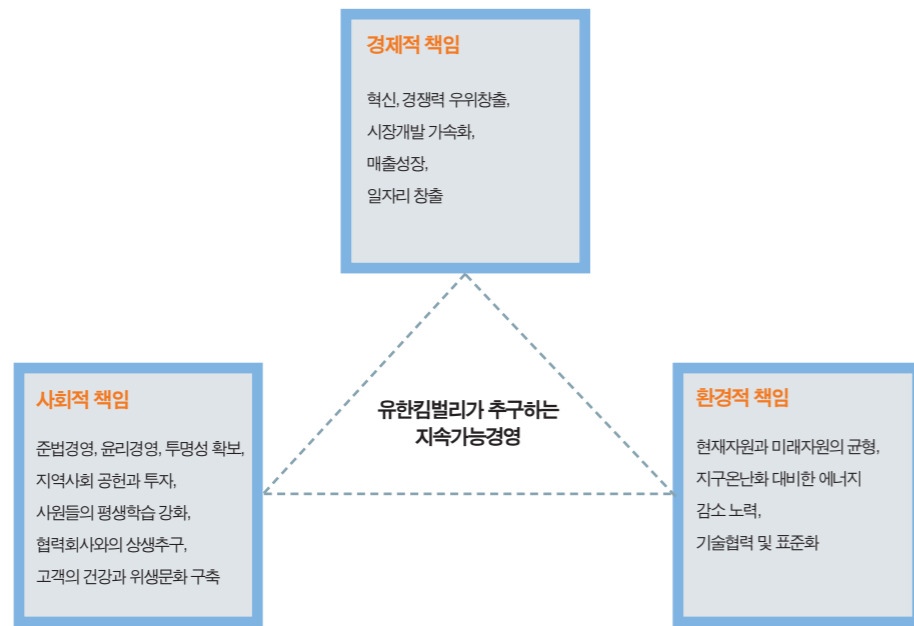 경제적 책임
혁신, 경쟁력 우위창출,
시장개발 가속화,
매출성장,
일자리 창출
유한킴벌리가 추구하는
지속가능경영
사회적 책임
준법경영, 윤리경영, 투명성 확보,
지역사회 공헌과 투자,
사원들의 평생학습 강화,
협력회사와의 상생추구,
고객의 건강과 위생문화 구축
환경적 책임
현재자원과 미래자원의 균형,
지구온난화 대비한 에너지
감소 노력,
기술협력 및 표준화